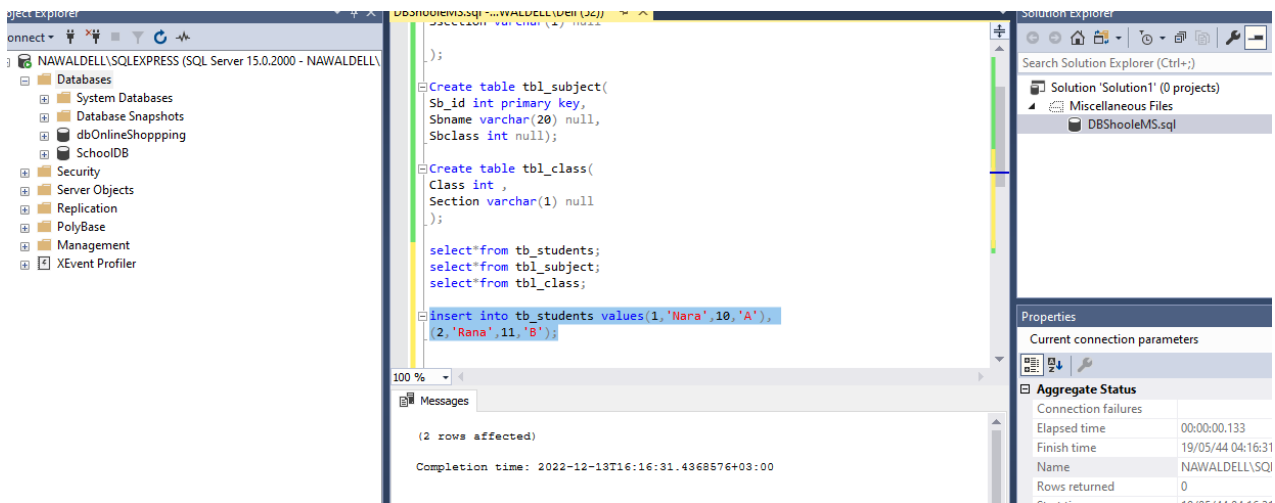 Object Explorer
onnect
NAWALDELL\SQLEXPRESS (SQL Server 15.0.2000 - NAWALDELL\
Databases
System Databases
Database Snapshots
dbOnlineShoppping
SchoolDB
Security
Server Objects
Replication
PolyBase
Management
XEvent Profiler
DBShooleMS.sql -...WALDELL\Dell (52))
Ssection varchar(1) null
);
Create table tbl_subject(
Sb_id int primary key,
Sbname varchar(20) null,
Sbclass int null);
Create table tbl_class(
Class int ,
Section varchar(1) null
);
select*from tb_students;
select*from tbl_subject;
select*from tbl_class;
insert into tb_students values(1,'Nara',10,'A'),
(2,'Rana',11,'B');
100 %
Messages
(2 rows affected)
Completion time: 2022-12-13T16:16:31.4368576+03:00
Solution Explorer
Search Solution Explorer (Ctrl+;)
Solution 'Solution1' (0 projects)
Miscellaneous Files
DBShooleMS.sql
Properties
Current connection parameters
Aggregate Status
Connection failures
Elapsed time 00:00:00.133
Finish time 19/05/44 04:16:31
Name NAWALDELL\SQL
Rows returned 0